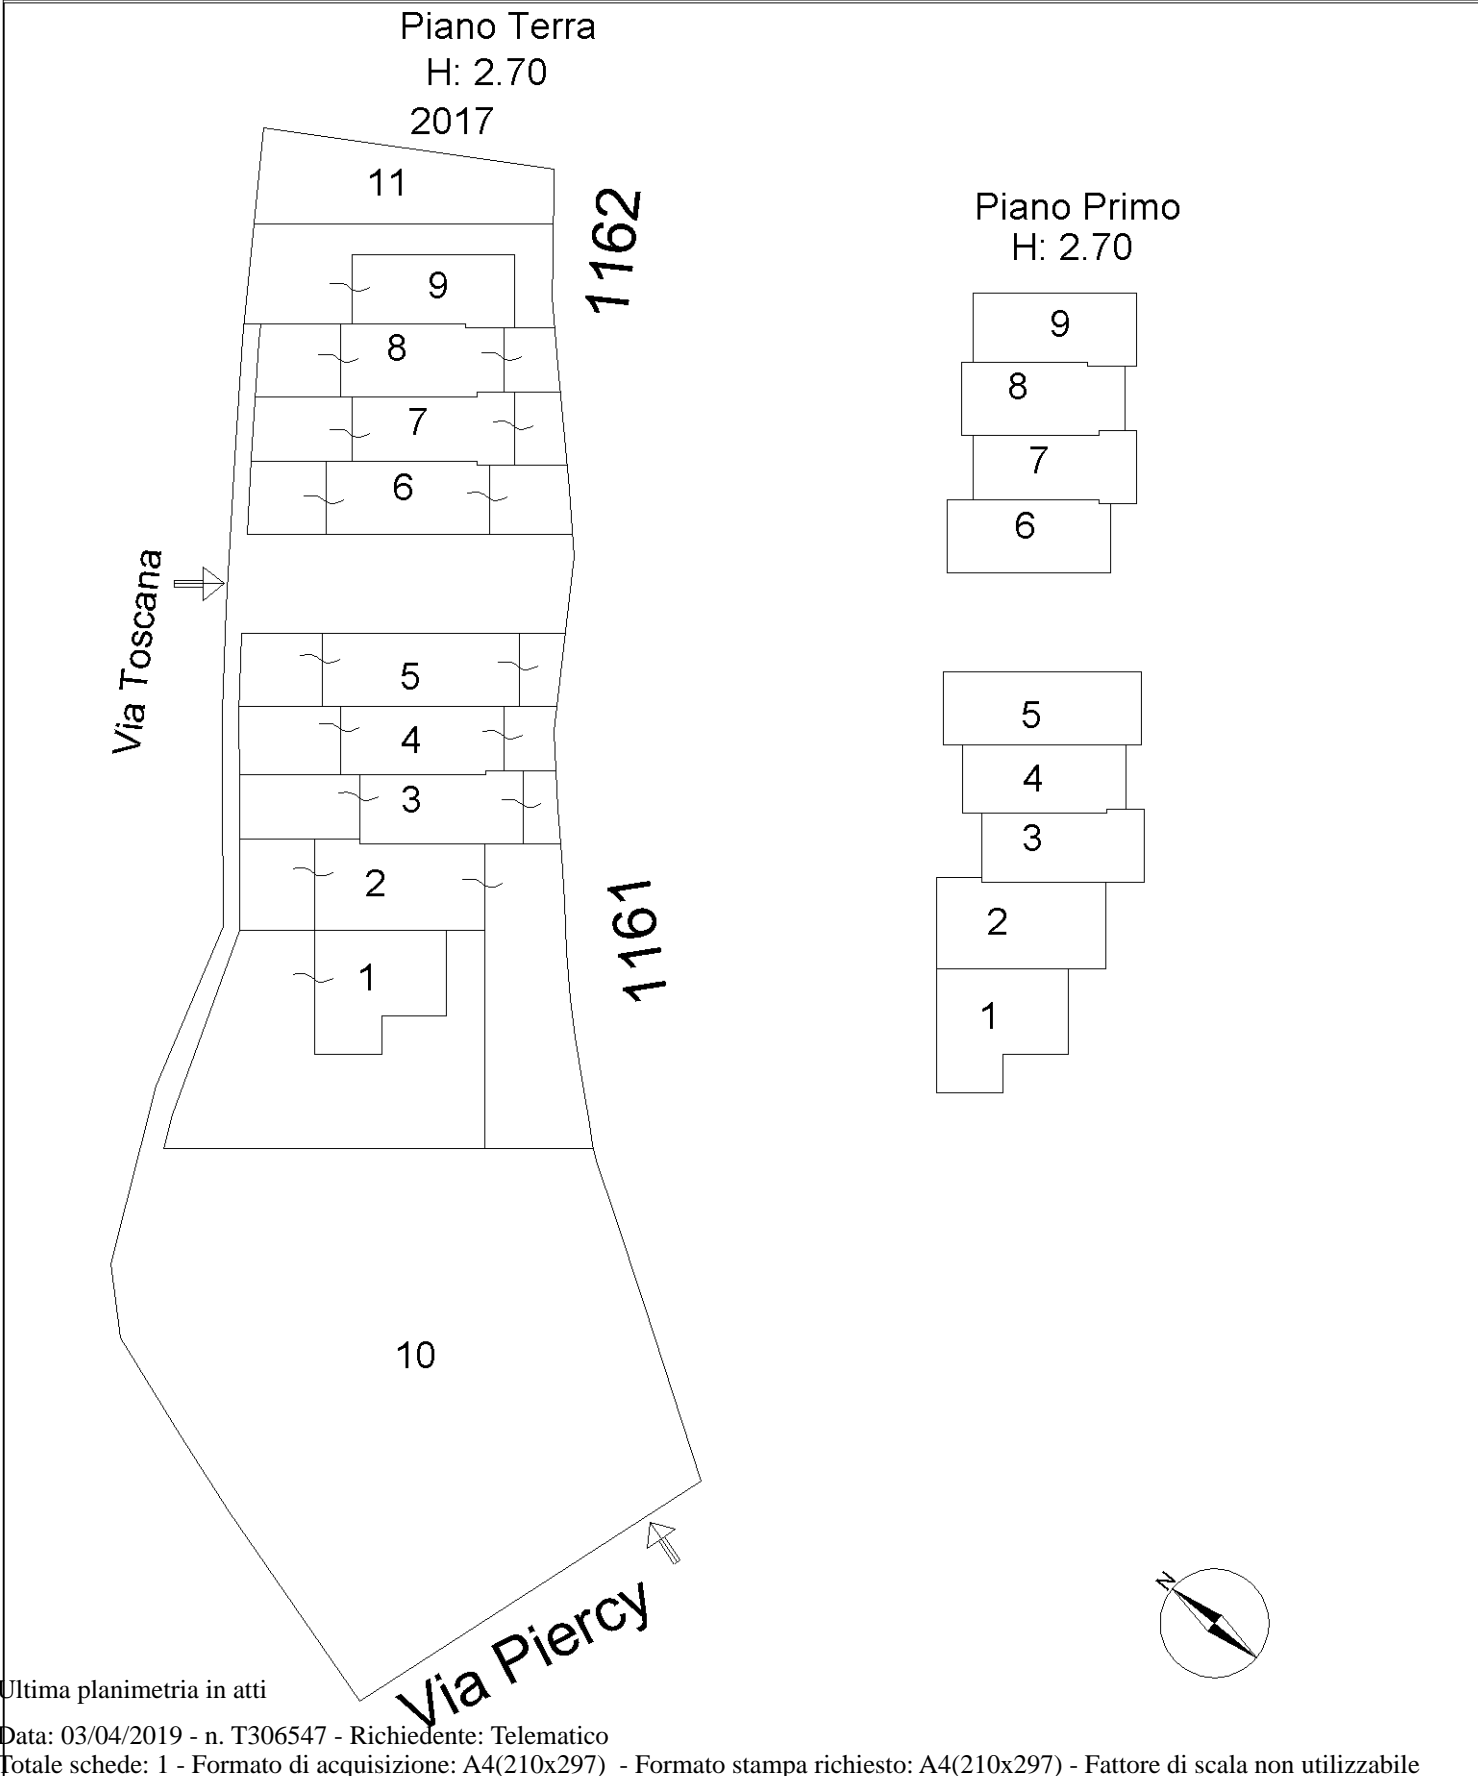 Piano Terra
H: 2.70
2017
11
1162
9
8
7
6
Via Toscana
5
4
3
2
1161
1
10
Via Piercy
Piano Primo
H: 2.70
9
8
7
6
5
4
3
2
1
N
Ultima planimetria in atti
Data: 03/04/2019 - n. T306547 - Richiedente: Telematico
Totale schede: 1 - Formato di acquisizione: A4(210x297) - Formato stampa richiesto: A4(210x297) - Fattore di scala non utilizzabile